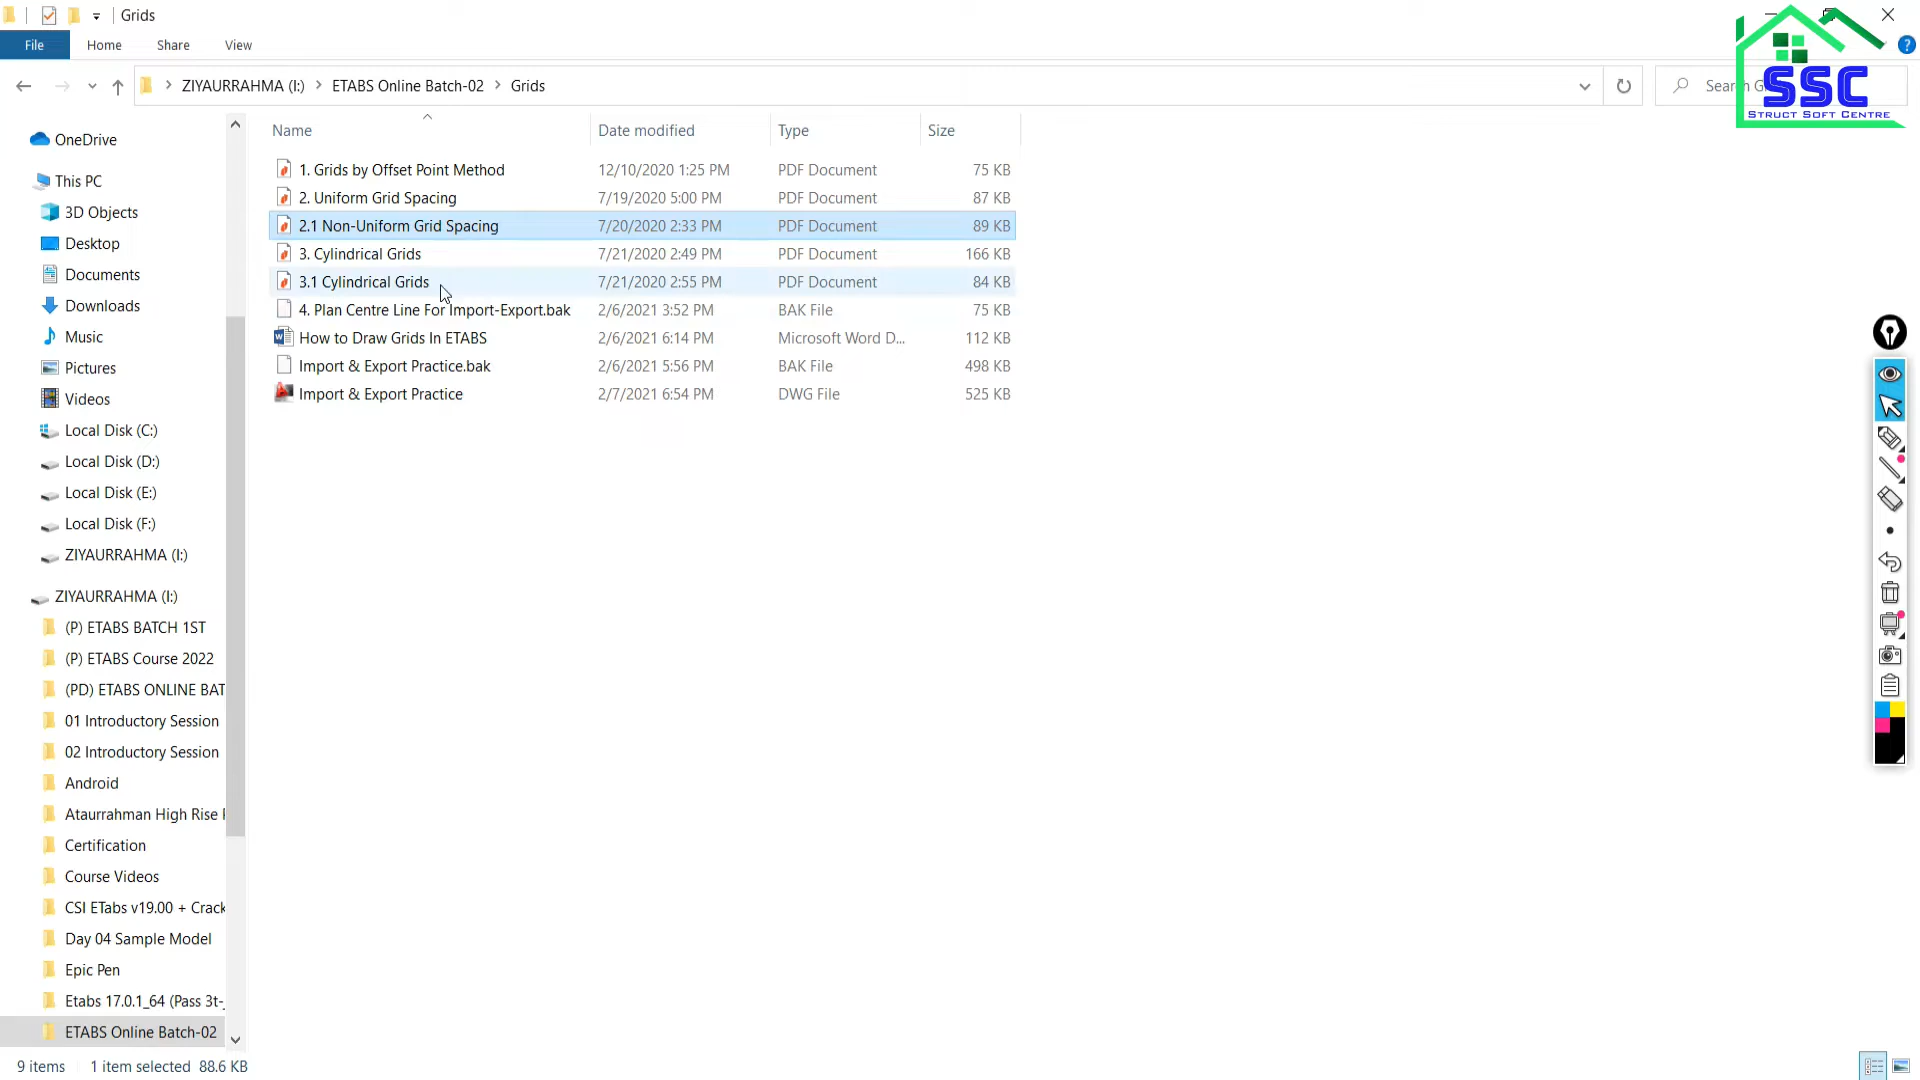 Grids
File Home Share View
ZIYAURRAHMA (I:) ETABS Online Batch-02 Grids
SSC
STRUCT SOFT CENTRE
Name Date modified Type Size
1. Grids by Offset Point Method 12/10/2020 1:25 PM PDF Document 75 KB
2. Uniform Grid Spacing 7/19/2020 5:00 PM PDF Document 87 KB
2.1 Non-Uniform Grid Spacing 7/20/2020 2:33 PM PDF Document 89 KB
3. Cylindrical Grids 7/21/2020 2:49 PM PDF Document 166 KB
3.1 Cylindrical Grids 7/21/2020 2:55 PM PDF Document 84 KB
4. Plan Centre Line For Import-Export.bak 2/6/2021 3:52 PM BAK File 75 KB
How to Draw Grids In ETABS 2/6/2021 6:14 PM Microsoft Word D... 112 KB
Import & Export Practice.bak 2/6/2021 5:56 PM BAK File 498 KB
Import & Export Practice 2/7/2021 6:54 PM DWG File 525 KB
OneDrive
This PC
3D Objects
Desktop
Documents
Downloads
Music
Pictures
Videos
Local Disk (C:)
Local Disk (D:)
Local Disk (E:)
Local Disk (F:)
ZIYAURRAHMA (I:)
ZIYAURRAHMA (I:)
(P) ETABS BATCH 1ST
(P) ETABS Course 2022
(PD) ETABS ONLINE BAT
01 Introductory Session
02 Introductory Session
Android
Ataurrahman High Rise
Certification
Course Videos
CSI ETabs v19.00 + Crack
Day 04 Sample Model
Epic Pen
Etabs 17.0.1_64 (Pass 3t-
ETABS Online Batch-02
9 items 1 item selected 88.6 KB